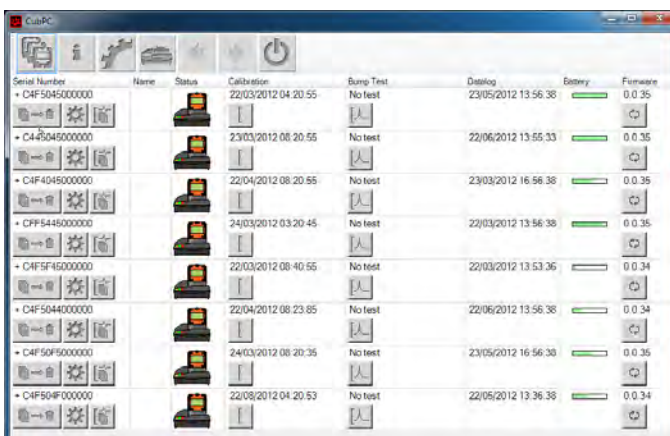 CubPC
Serial Number Name Status Calibration Bump Test Datalog Battery Firmware
+ C4F5045000000 22/03/2012 04:20:55 No test 23/05/2012 13:56:38 0.0.35
+ C445045000000 23/03/2012 08:20:55 No test 22/06/2012 13:55:33 0.0.35
+ C4F4045000000 22/04/2012 08:20:55 No test 23/03/2012 16:56:38 0.0.35
+ CFF5445000000 24/03/2012 03:20:45 No test 22/03/2012 13:56:38 0.0.35
+ C4F5F45000000 22/03/2012 08:40:55 No test 22/03/2012 13:53:36 0.0.34
+ C4F5044000000 22/04/2012 08:23:85 No test 22/06/2012 13:56:38 0.0.34
+ C4F50F5000000 24/03/2012 08:20:35 No test 23/05/2012 16:56:38 0.0.35
+ C4F504F000000 22/08/2012 04:20:53 No test 22/05/2012 13:36:38 0.0.34